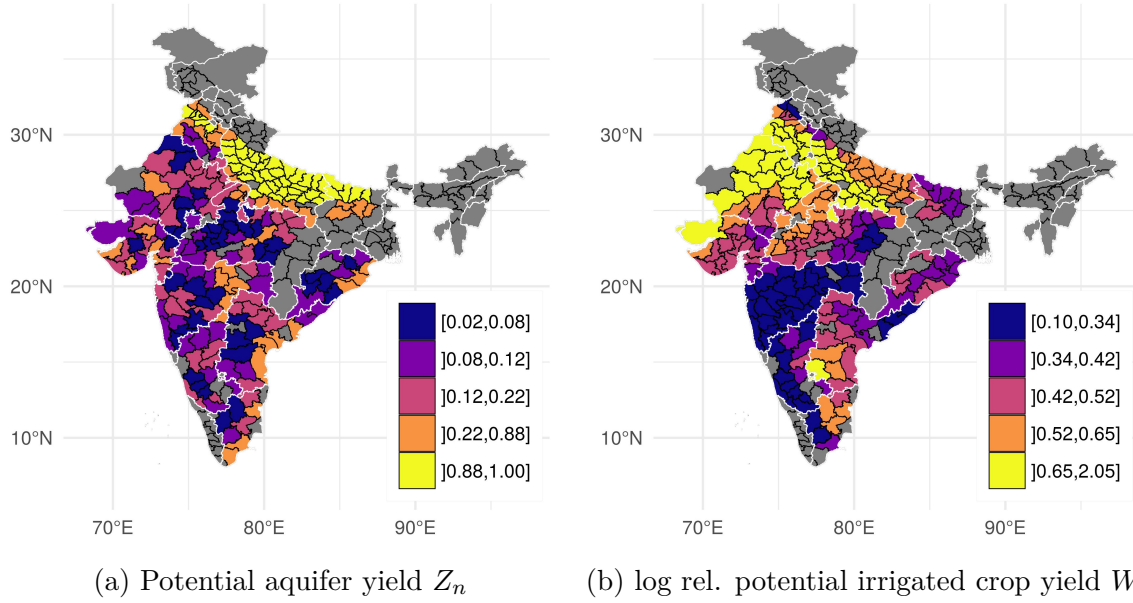 30°N
20°N
10°N
70°E 80°E 90°E
[0.02,0.08]
]0.08,0.12]
]0.12,0.22]
]0.22,0.88]
]0.88,1.00]
(a) Potential aquifer yield Zn
30°N
20°N
10°N
70°E 80°E 90°E
[0.10,0.34]
]0.34,0.42]
]0.42,0.52]
]0.52,0.65]
]0.65,2.05]
(b) log rel. potential irrigated crop yield W